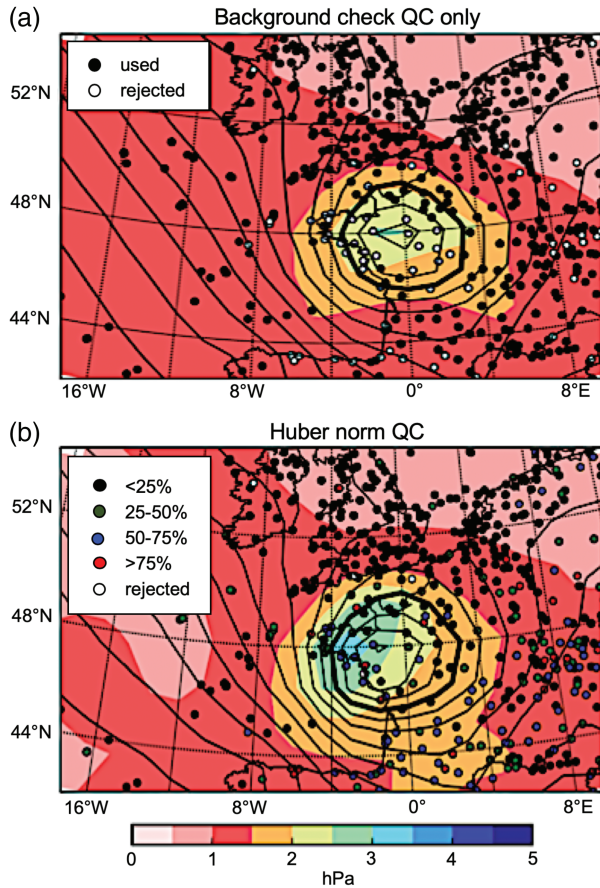 (a)
Background check QC only
used
rejected
52°N
48°N
44°N
16°W
8°W
0°
8°E
(b)
Huber norm QC
<25%
25-50%
50-75%
>75%
rejected
52°N
48°N
44°N
16°W
8°W
0°
8°E
0
1
2
3
4
5
hPa